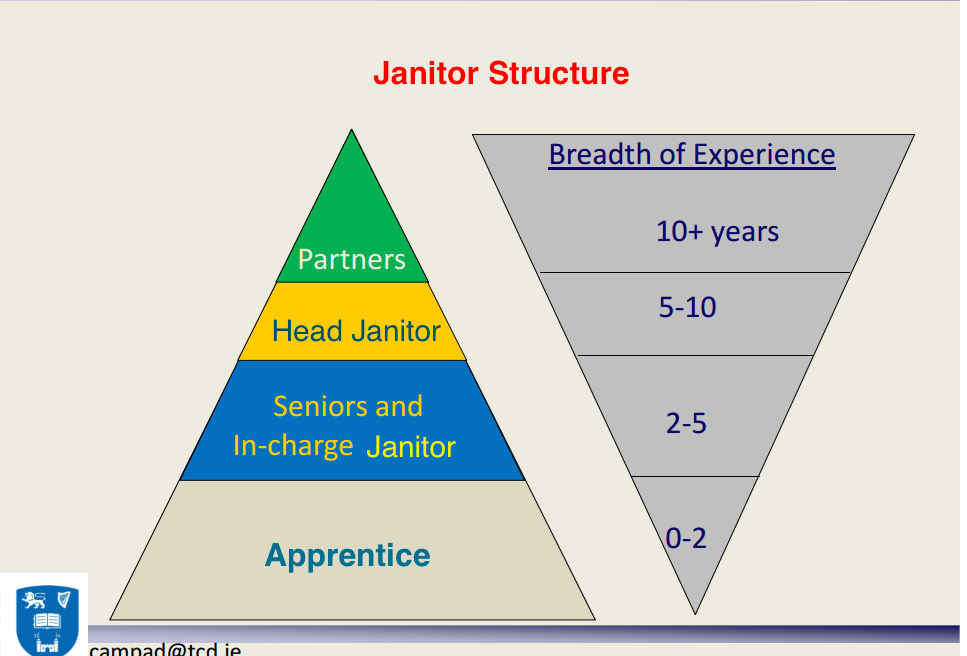 Janitor Structure
Partners
Head Janitor
Seniors and
In-charge Janitor
Apprentice
Breadth of Experience
10+ years
5-10
2-5
0-2
campad@tcd.ie